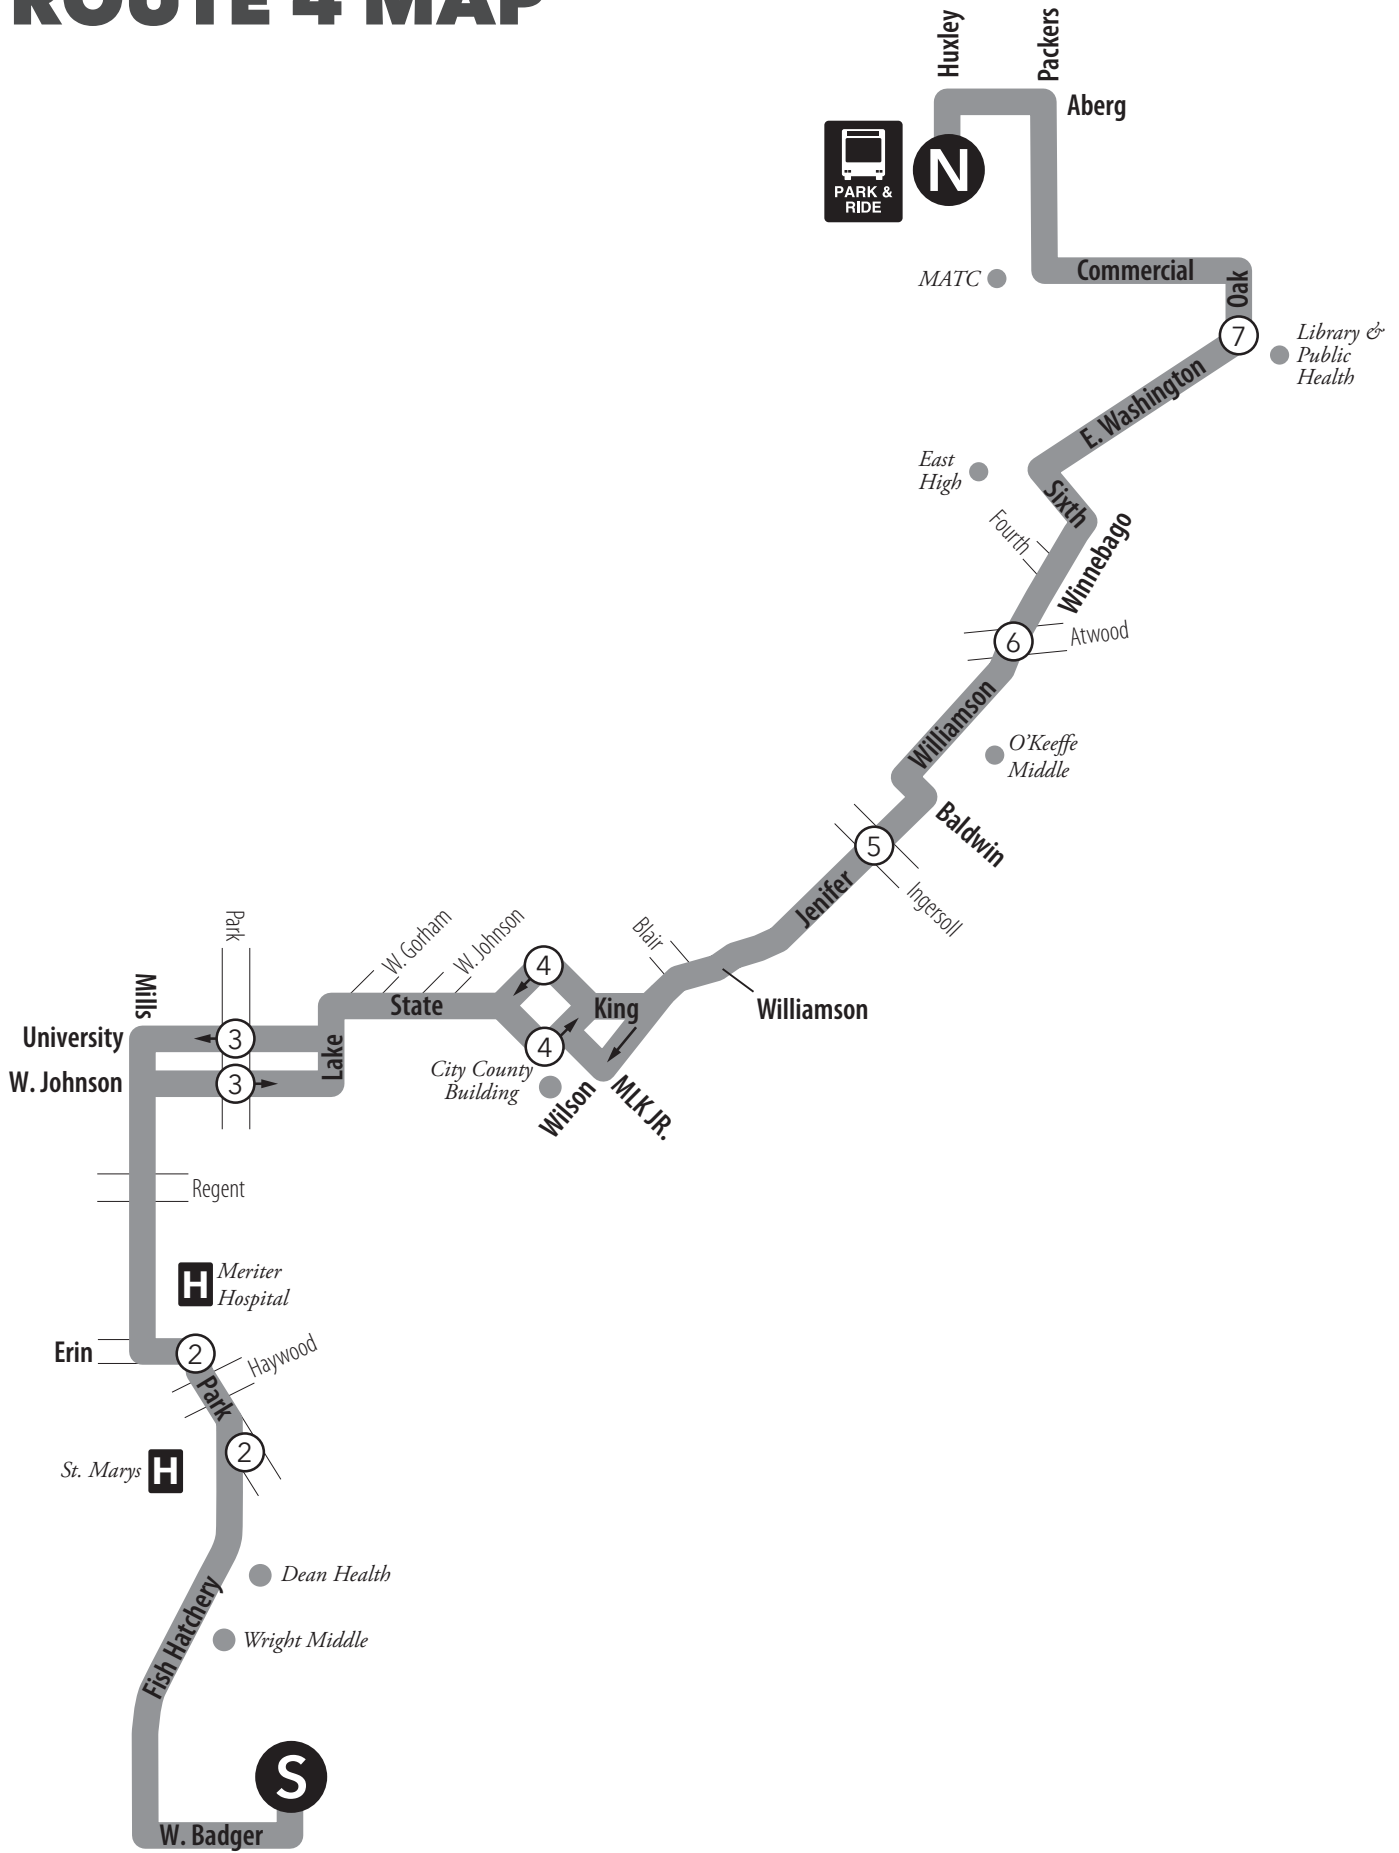 ROUTE 4 MAP
Huxley
Packers
Aberg
PARK &
RIDE
N
MATC
Commercial
Oak
7
Library &
Public
Health
E. Washington
East
High
Sixth
Fourth
Winnebago
6
Atwood
Williamson
O'Keeffe
Middle
Baldwin
5
Ingersoll
Jenifer
Park
W. Gorham
W. Johnson
Blair
4
Mills
State
King
Williamson
University
3
Lake
4
City County
Building
W. Johnson
3
Wilson
MLK JR.
Regent
H
Meriter
Hospital
Erin
2
Haywood
Park
2
St. Marys
H
Dean Health
Fish Hatchery
Wright Middle
S
W. Badger